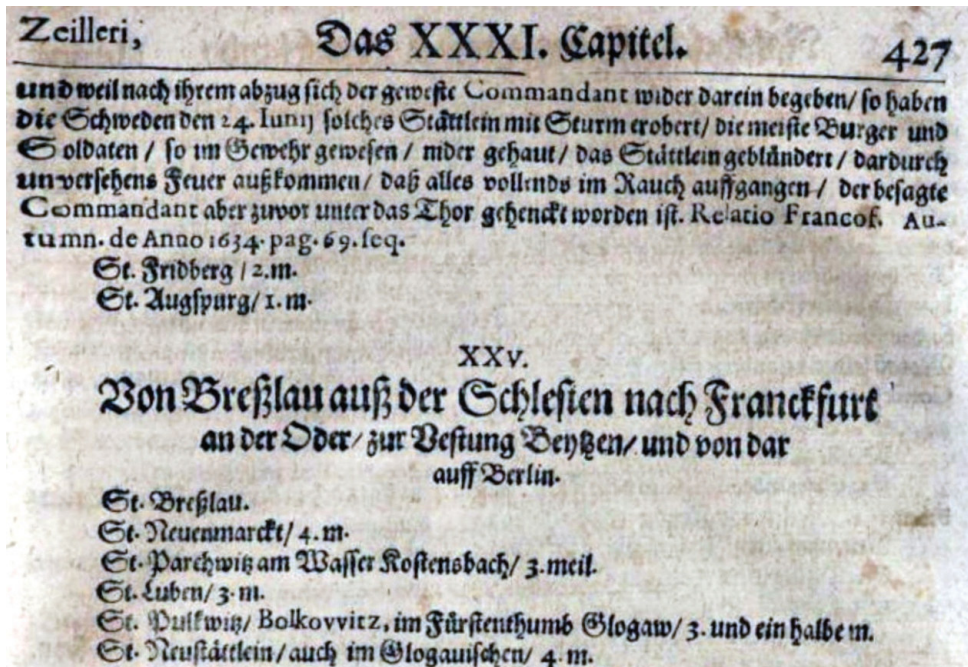 Zeilleri,
Das XXXI. Capitel.
427
und weil nach ihrem abzug sich der geweste Commandant wider darein begeben/ so haben
die Schweden den 24. Iunij solches Stättlein mit Sturm erobert/ die meiste Burger und
Soldaten / so im Gewehr gewesen / nider gehaut/ das Stättlein geblündert / dardurch
unversehens Feuer außkommen/ daß alles vollends im Rauch auffgangen / der besagte
Commandant aber zuvor unter das Thor gehenckt worden ist. Relatio Francof. Au-
tumn. de Anno 1634. pag. 69. seq.
St. Fridberg / 2. m.
St. Augspurg/ 1. m.
XXv.
Von Breßlau auß der Schlesien nach Franckfurt
an der Oder/ zur Vestung Beytzen/ und von dar
auff Berlin.
St. Breßlau.
St. Neuenmarckt/ 4. m.
St. Parchwitz am Wasser Kostensbach/ 3. meil.
St. Luben/ 3. m.
St. Pulkwitz/ Bolkovvitz, im Fürstenthumb Glogaw/ 3. und ein halbe m.
St. Neustättlein/ auch im Glogauischen/ 4. m.